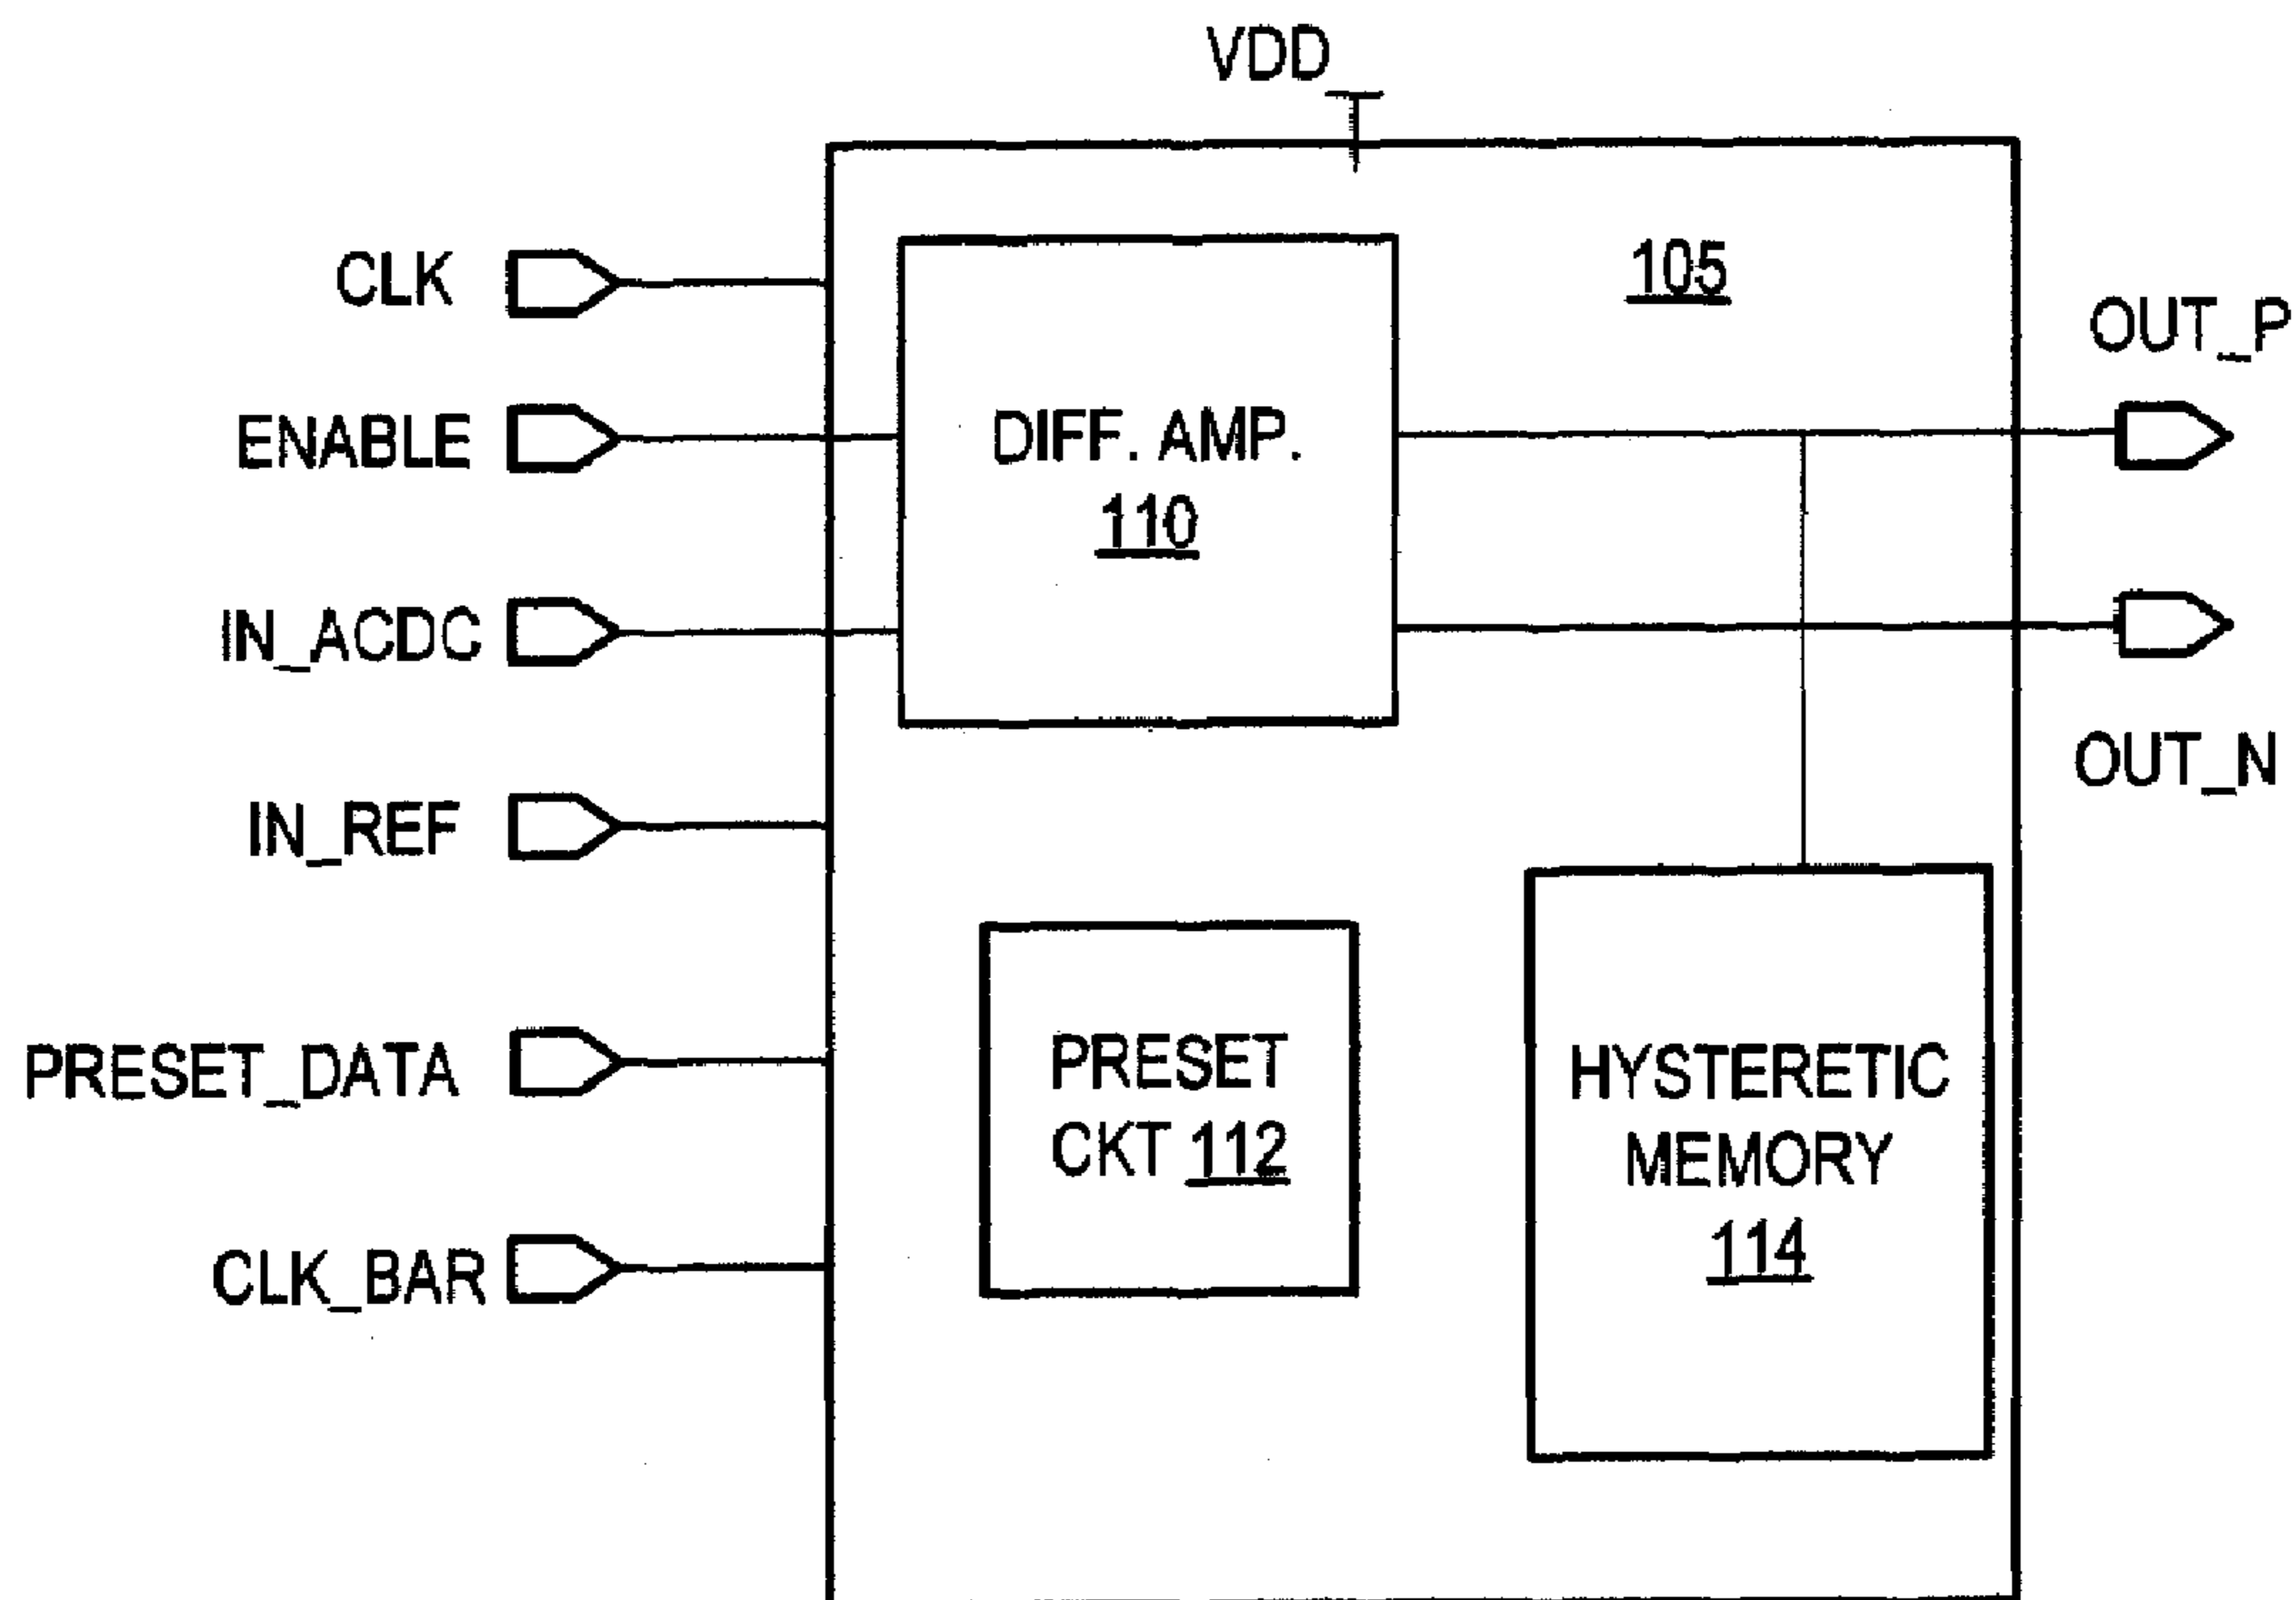 VDD
105
CLK
ENABLE
IN_ACDC
IN_REF
PRESET_DATA
CLK_BAR
DIFF. AMP.
110
PRESET
CKT 112
HYSTERETIC
MEMORY
114
OUT_P
OUT_N